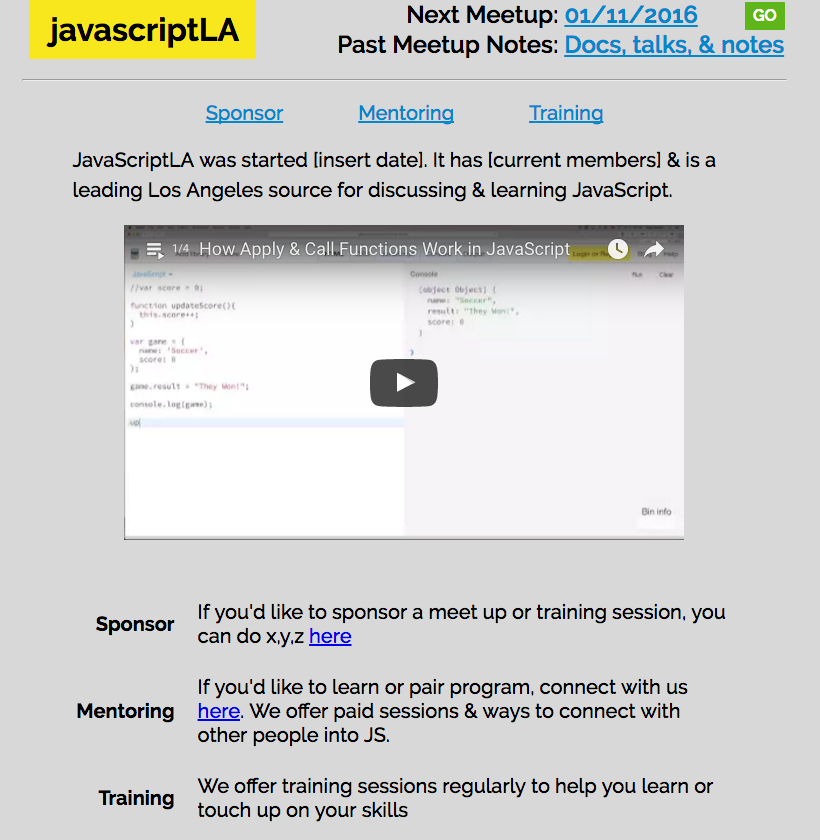 javascriptLA
Next Meetup: 01/11/2016
GO
Past Meetup Notes: Docs, talks, & notes
Sponsor
Mentoring
Training
JavaScriptLA was started [insert date]. It has [current members] & is a
leading Los Angeles source for discussing & learning JavaScript.
1/4 How Apply & Call Functions Work in JavaScript
Login or
Help
JavaScript
Console
Run
Clear
//var score = 0;
function updateScore(){
this.score++;
}
var game = {
name: 'Soccer',
score: 0
};
game.result = "They Won!";
console.log(game);
up
[object Object] {
name: "Soccer",
result: "They Won!",
score: 0
}
Bin info
Sponsor
If you'd like to sponsor a meet up or training session, you
can do x,y,z here
Mentoring
If you'd like to learn or pair program, connect with us
here. We offer paid sessions & ways to connect with
other people into JS.
Training
We offer training sessions regularly to help you learn or
touch up on your skills